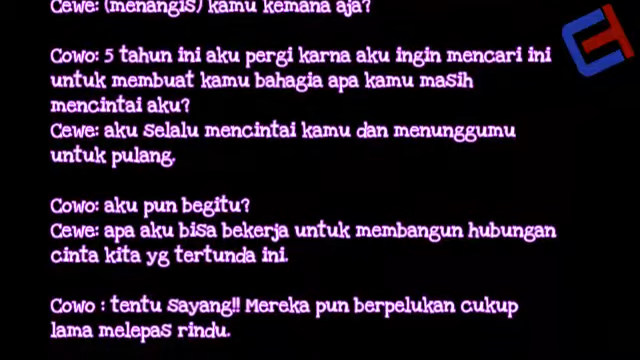 Cewe: (menangis) kamu kemana aja?
Cowo: 5 tahun ini aku pergi karna aku ingin mencari ini
untuk membuat kamu bahagia apa kamu masih
mencintai aku?
Cewe: aku selalu mencintai kamu dan menunggumu
untuk pulang.
Cowo: aku pun begitu?
Cewe: apa aku bisa bekerja untuk membangun hubungan
cinta kita yg tertunda ini.
Cowo : tentu sayang!! Mereka pun berpelukan cukup
lama melepas rindu.